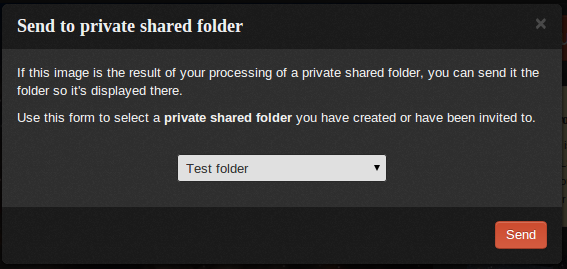 Send to private shared folder
×
If this image is the result of your processing of a private shared folder, you can send it the
folder so it's displayed there.
Use this form to select a private shared folder you have created or have been invited to.
Test folder
Send